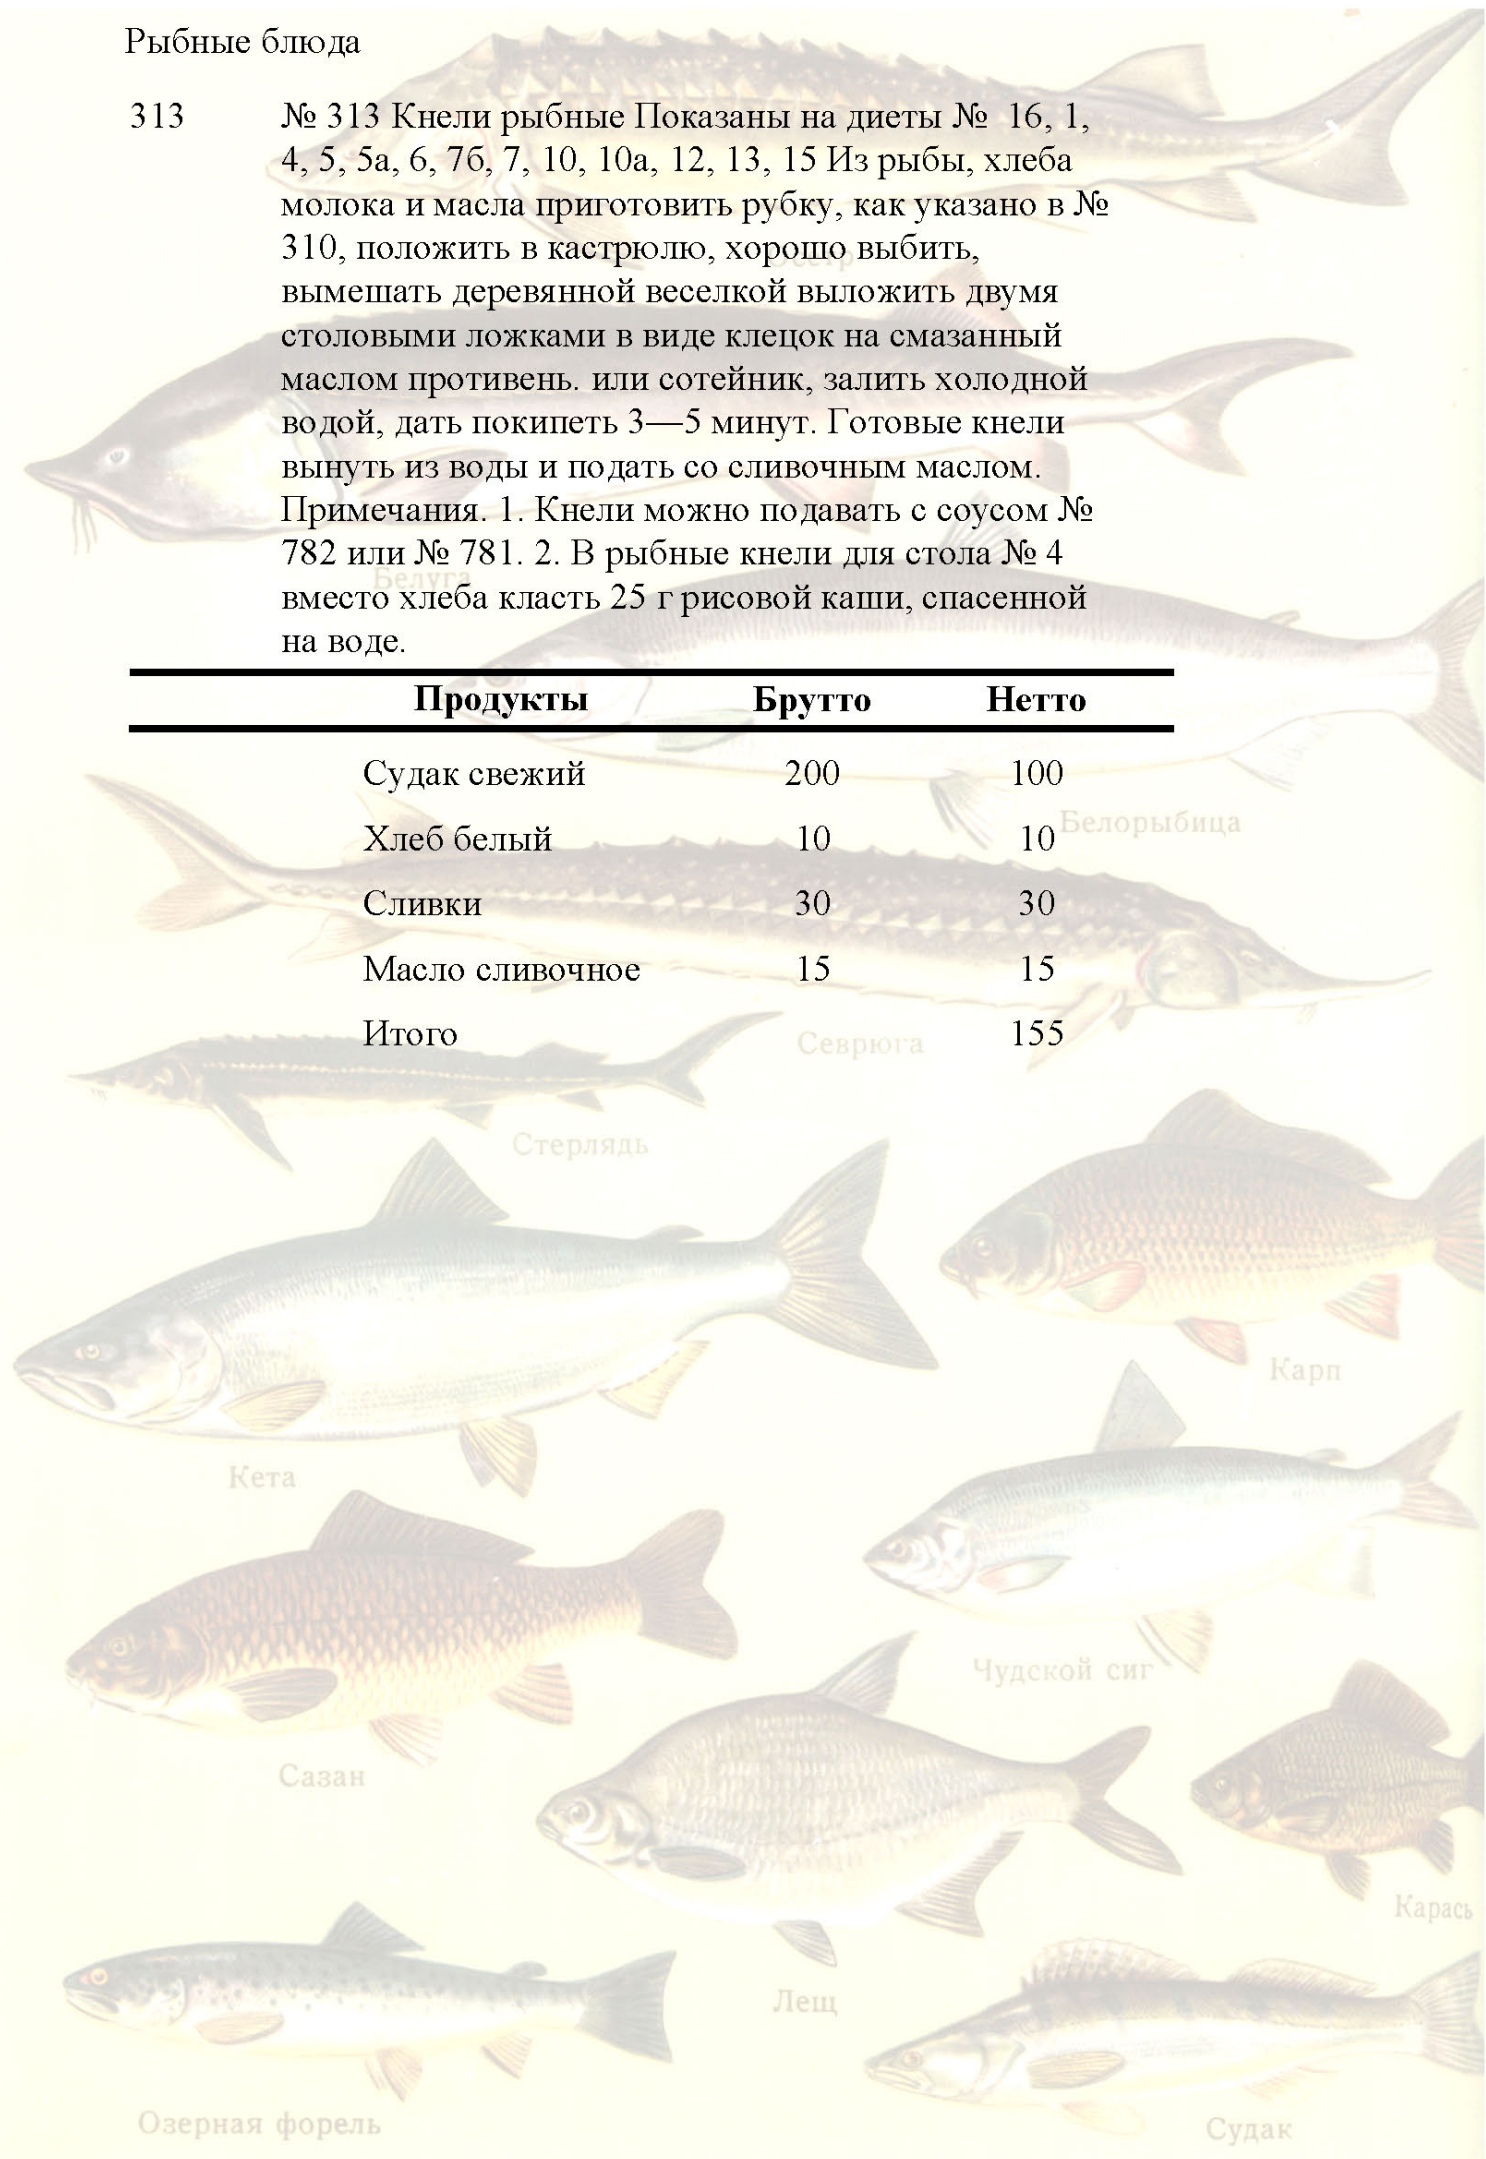 Рыбные блюда
313 № 313 Кнели рыбные Показаны на диеты № 16, 1,
4, 5, 5а, 6, 7б, 7, 10, 10а, 12, 13, 15 Из рыбы, хлеба
молока и масла приготовить рубку, как указано в №
310, положить в кастрюлю, хорошо выбить,
вымешать деревянной веселкой выложить двумя
столовыми ложками в виде клецок на смазанный
маслом противень. или сотейник, залить холодной
водой, дать покипеть 3—5 минут. Готовые кнели
вынуть из воды и подать со сливочным маслом.
Примечания. 1. Кнели можно подавать с соусом №
782 или № 781. 2. В рыбные кнели для стола № 4
вместо хлеба класть 25 г рисовой каши, спасенной
на воде.
Продукты Брутто Нетто
Судак свежий 200 100
Хлеб белый 10 10
Сливки 30 30
Масло сливочное 15 15
Итого 155
Белуга
Белорыбица
Севрюга
Стерлядь
Карп
Кета
Чудской сиг
Сазан
Карась
Лещ
Озерная форель
Судак